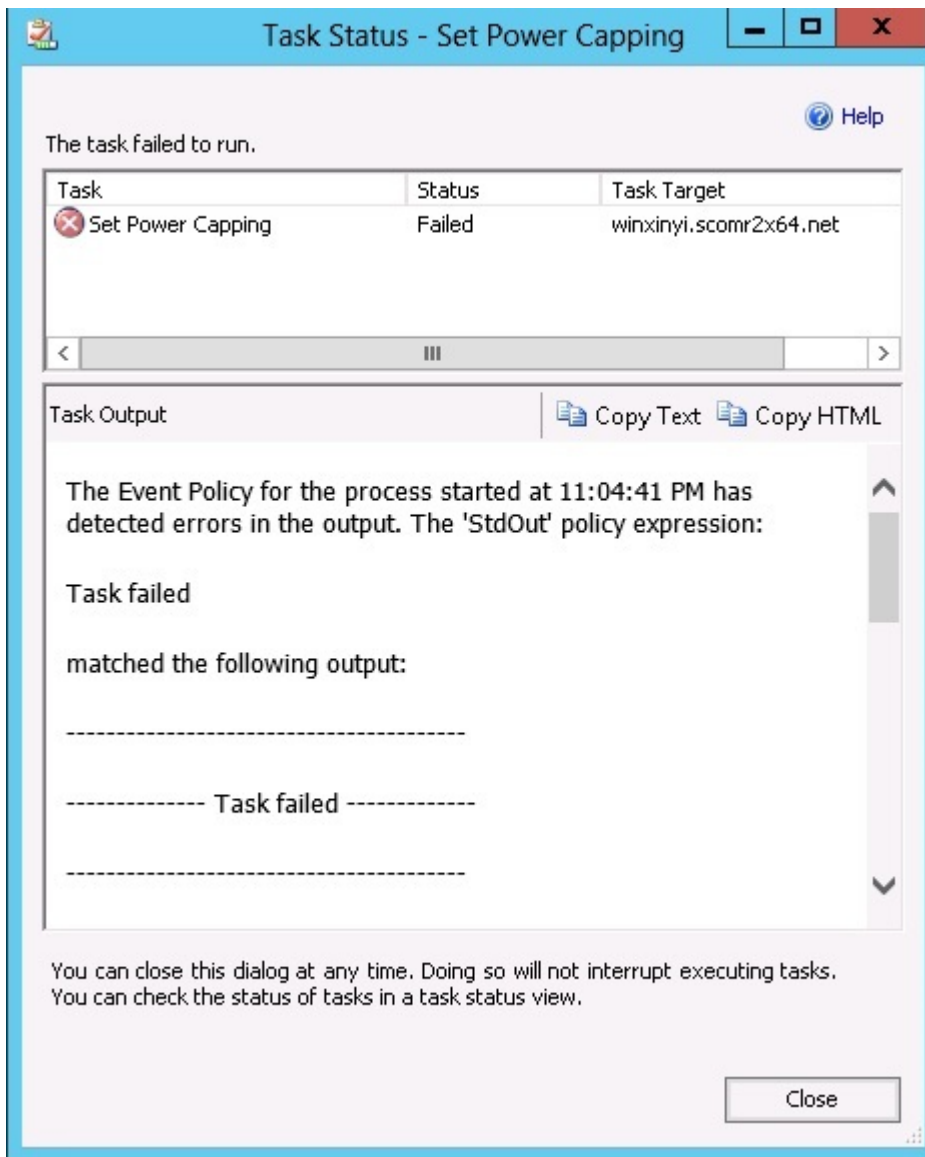 Task Status - Set Power Capping
Help
The task failed to run.
Task Status Task Target
Set Power Capping Failed winxinyi.scomr2x64.net
Task Output Copy Text Copy HTML
The Event Policy for the process started at 11:04:41 PM has
detected errors in the output. The 'StdOut' policy expression:
Task failed
matched the following output:
----------------------------------------
-------------- Task failed -------------
----------------------------------------
You can close this dialog at any time. Doing so will not interrupt executing tasks.
You can check the status of tasks in a task status view.
Close